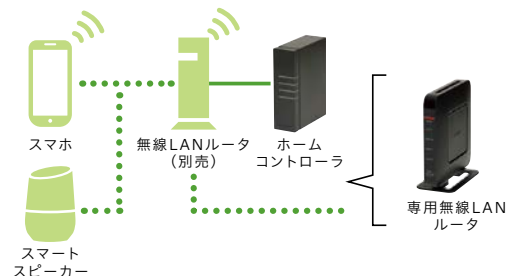 スマホ
無線LANルータ
(別売)
ホーム
コントローラ
スマート
スピーカー
専用無線LAN
ルータ